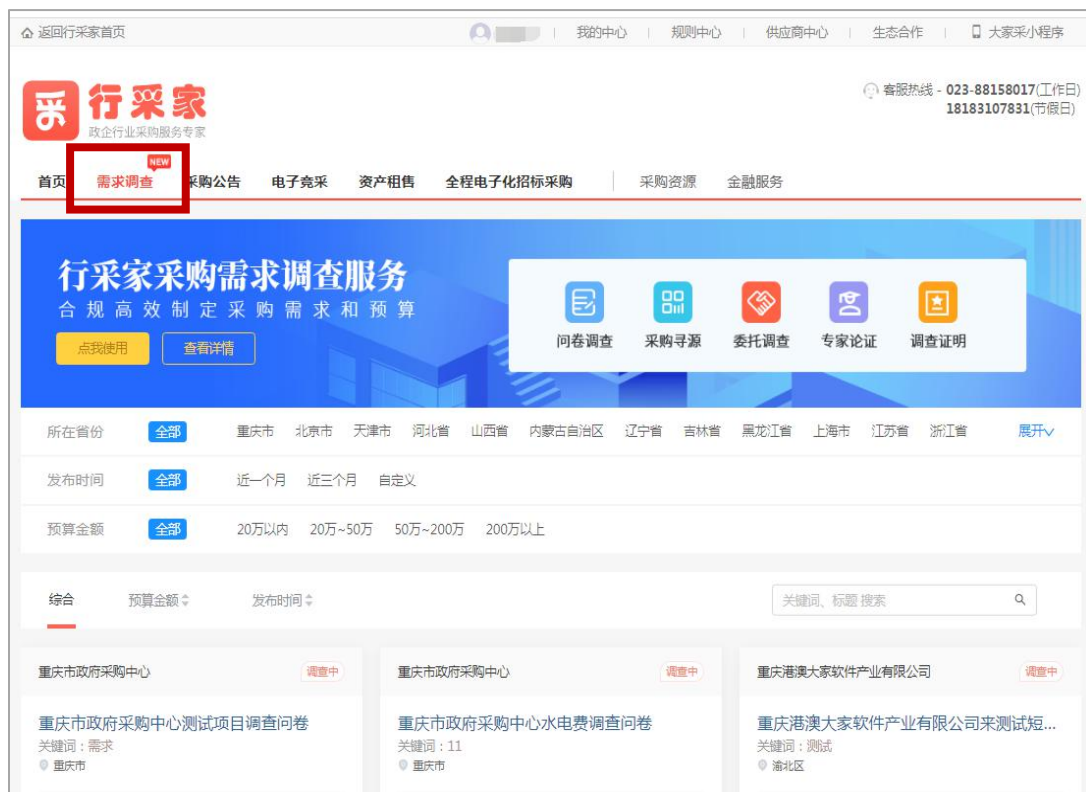 返回行采家首页 我的中心 规则中心 供应商中心 生态合作 大家采小程序
采 行采家
政企行业采购服务专家
客服热线 - 023-88158017(工作日)
18183107831(节假日)
NEW
首页 需求调查 采购公告 电子竞采 资产租售 全程电子化招标采购 采购资源 金融服务
行采家采购需求调查服务
合规高效制定采购需求和预算
点我使用 查看详情
问卷调查 采购寻源 委托调查 专家论证 调查证明
所在省份 全部 重庆市 北京市 天津市 河北省 山西省 内蒙古自治区 辽宁省 吉林省 黑龙江省 上海市 江苏省 浙江省 展开
发布时间 全部 近一个月 近三个月 自定义
预算金额 全部 20万以内 20万~50万 50万~200万 200万以上
综合 预算金额 发布时间 关键词、标题 搜索
重庆市政府采购中心 调查中 重庆市政府采购中心 调查中 重庆港澳大家软件产业有限公司 调查中
重庆市政府采购中心测试项目调查问卷 重庆市政府采购中心水电费调查问卷 重庆港澳大家软件产业有限公司来测试短...
关键词：需求 关键词：11 关键词：测试
重庆市 重庆市 渝北区